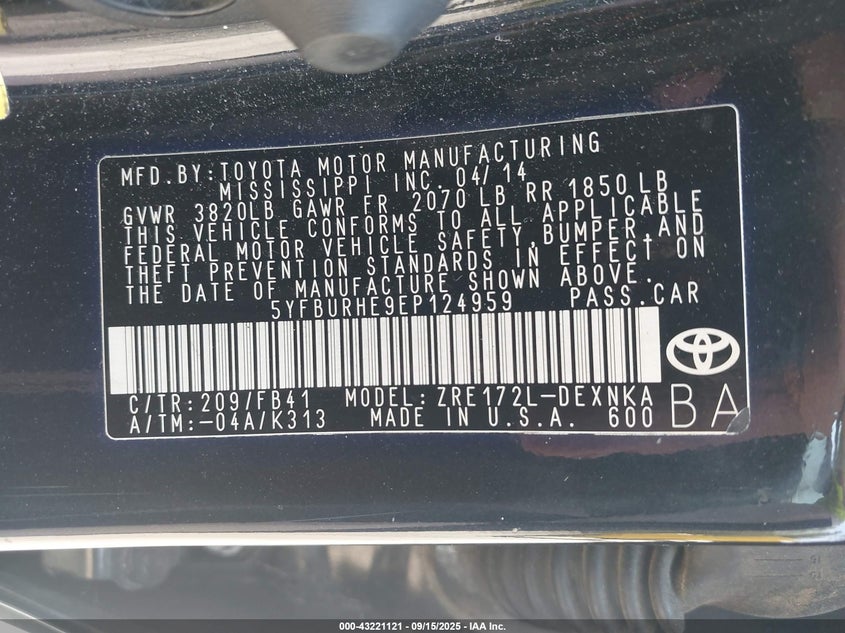 MFD.BY:TOYOTA MOTOR MANUFACTURING
MISSISSIPPI INC. 04/14
GVWR 3820LB GAWR FR 2070 LB RR 1850 LB
THIS VEHICLE CONFORMS TO ALL APPLICABLE
FEDERAL MOTOR VEHICLE SAFETY,BUMPER,AND
THEFT PREVENTION STANDARDS IN EFFECT ON
THE DATE OF MANUFACTURE SHOWN ABOVE.
5YFBURHE9EP124959 PASS.CAR
C/TR:209/FB41 MODEL:ZRE172L-DEXNKA
A/TM:-04A/K313 MADE IN U.S.A. 600 BA
000-43221121 - 09/15/2025 - IAA Inc.